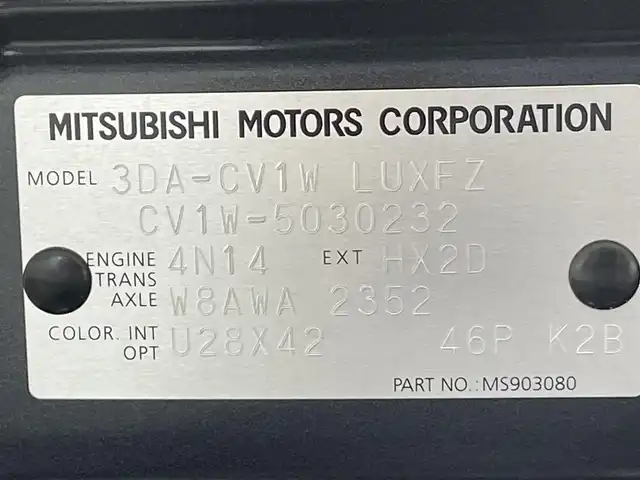 MITSUBISHI MOTORS CORPORATION
MODEL 3DA-CV1W LUXFZ
CV1W-5030232
ENGINE 4N14 EXT HX2D
TRANS
AXLE W8AWA 2352
COLOR. INT
OPT U28X42 46P K2B
PART NO.:MS903080